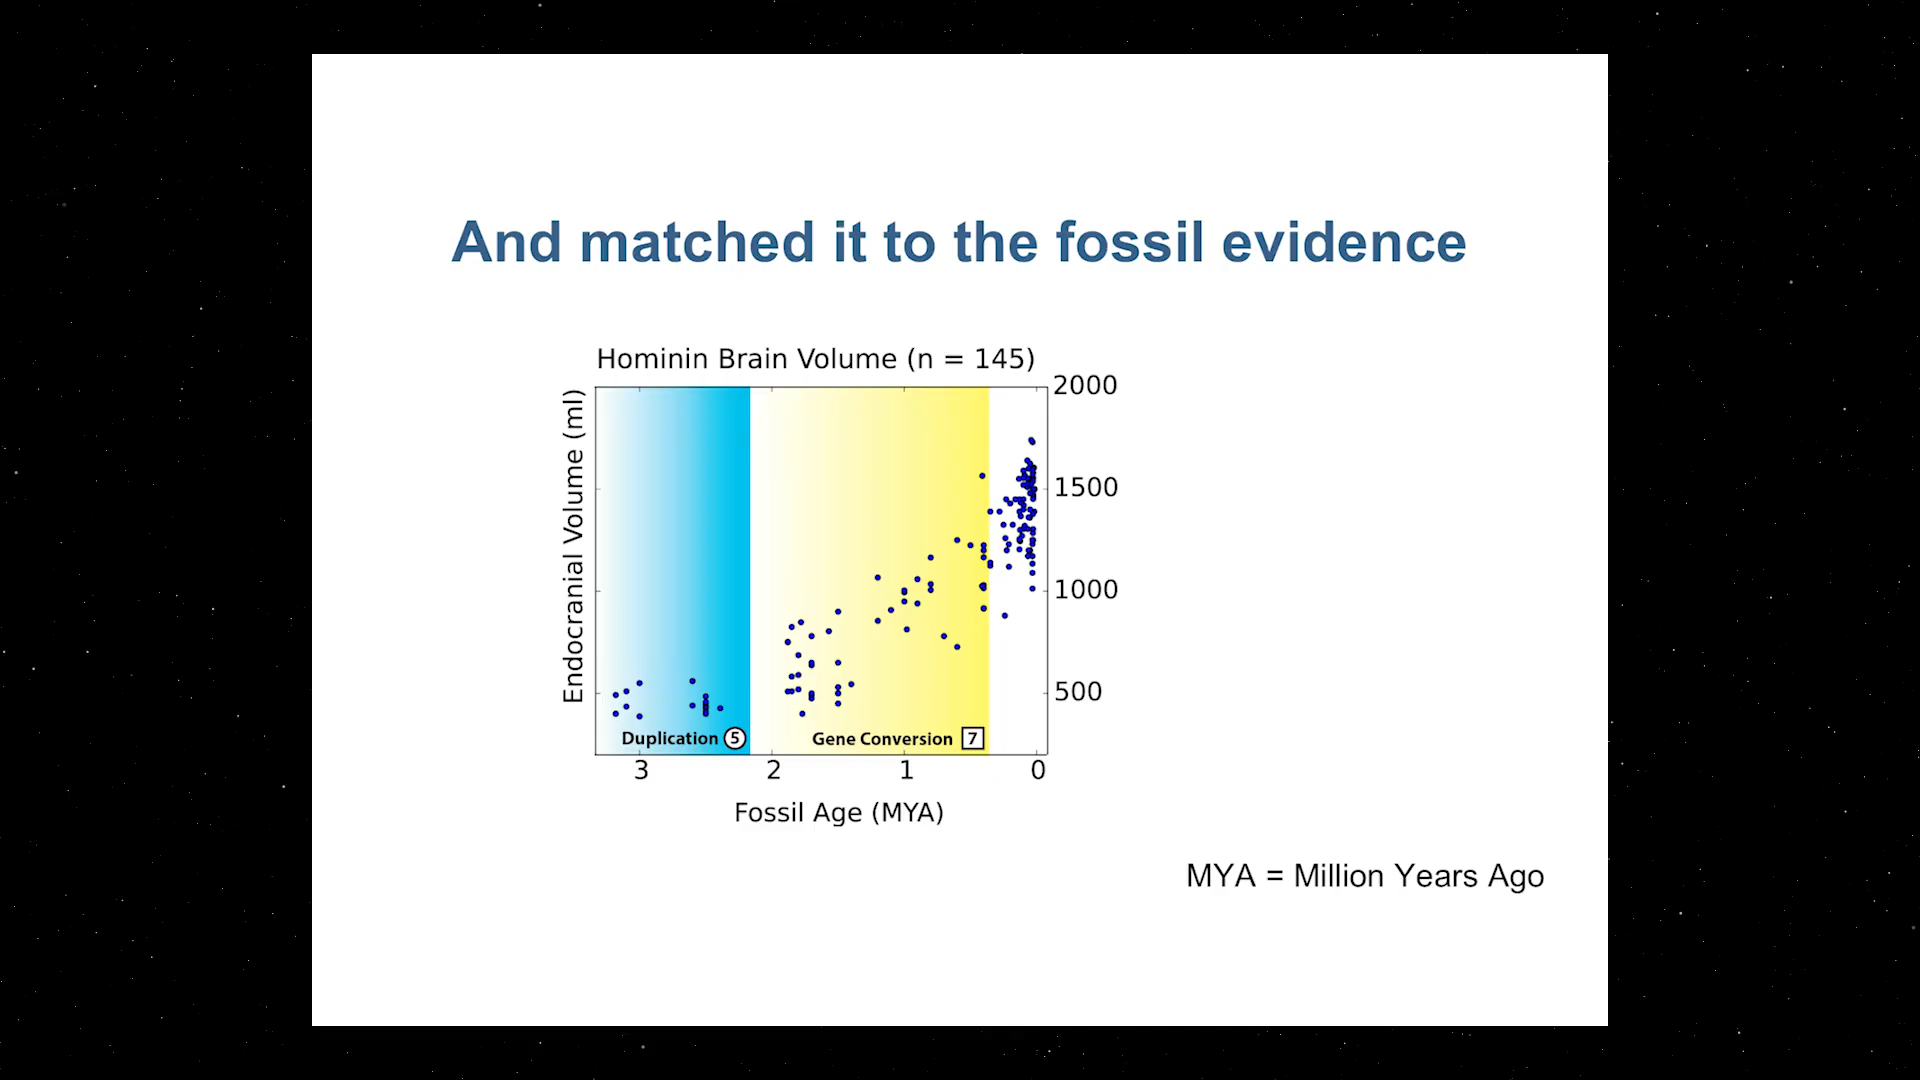 And matched it to the fossil evidence
Hominin Brain Volume (n = 145)
Endocranial Volume (ml)
2000
1500
1000
500
Duplication 5
Gene Conversion 7
3 2 1 0
Fossil Age (MYA)
MYA = Million Years Ago